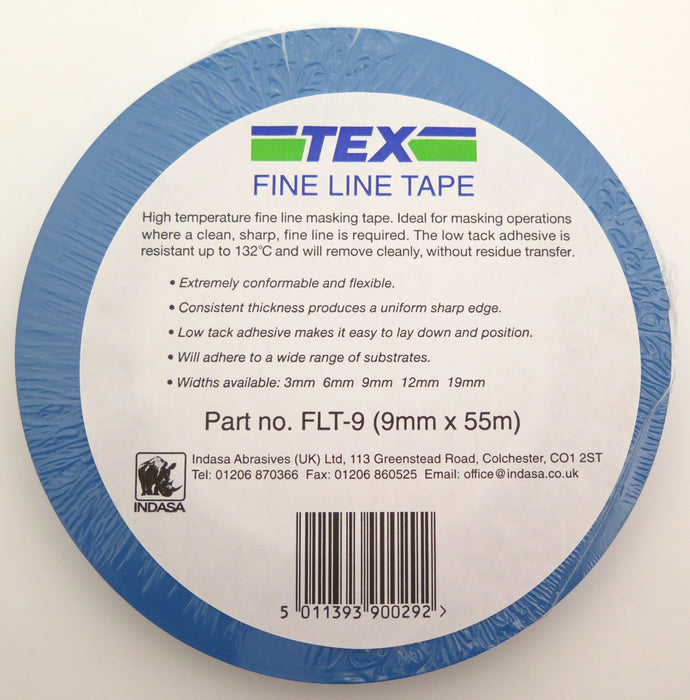 TEX
FINE LINE TAPE
High temperature fine line masking tape. Ideal for masking operations
where a clean, sharp, fine line is required. The low tack adhesive is
resistant up to 132°C and will remove cleanly, without residue transfer.
• Extremely conformable and flexible.
• Consistent thickness produces a uniform sharp edge.
• Low tack adhesive makes it easy to lay down and position.
• Will adhere to a wide range of substrates.
• Widths available: 3mm 6mm 9mm 12mm 19mm
Part no. FLT-9 (9mm x 55m)
Indasa Abrasives (UK) Ltd, 113 Greenstead Road, Colchester, CO1 2ST
Tel: 01206 870366 Fax: 01206 860525 Email: office@indasa.co.uk
INDASA
5 011393 900292 >